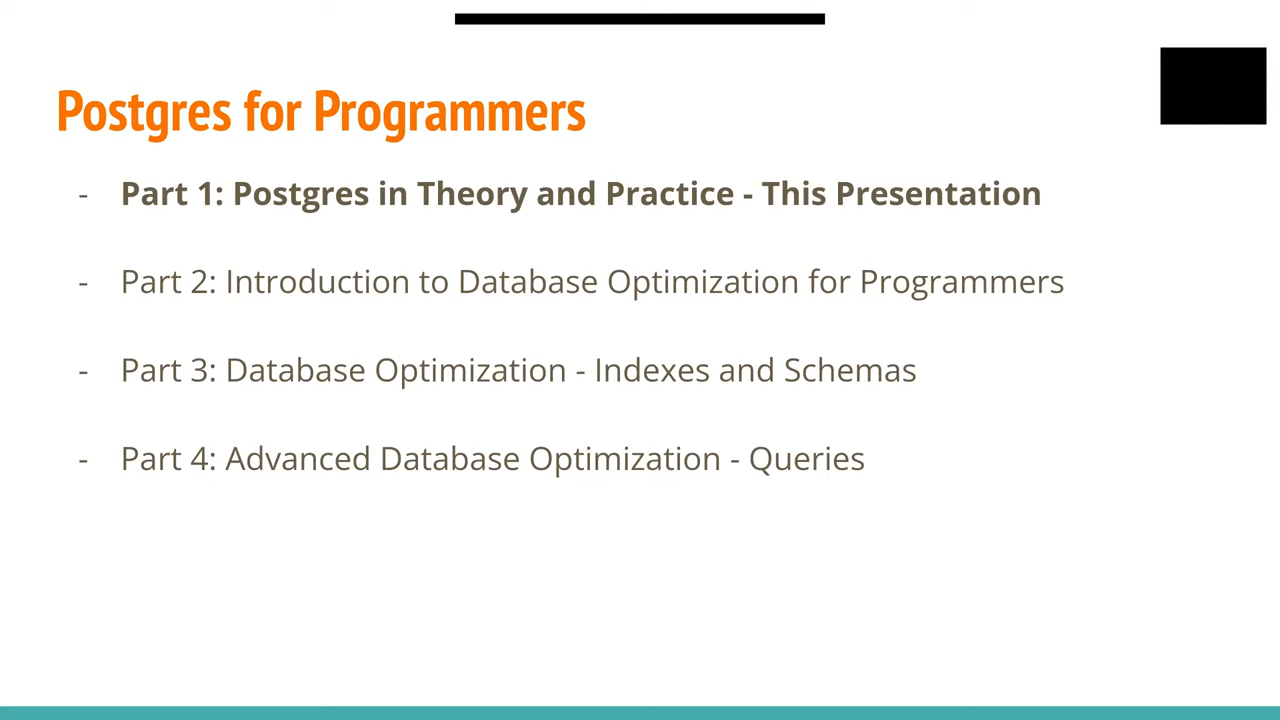 Postgres for Programmers
- Part 1: Postgres in Theory and Practice - This Presentation
- Part 2: Introduction to Database Optimization for Programmers
- Part 3: Database Optimization - Indexes and Schemas
- Part 4: Advanced Database Optimization - Queries